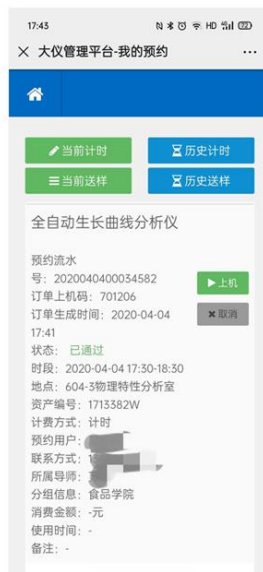 17:43
HD
72
大仪管理平台-我的预约
当前计时
历史计时
当前送样
历史送样
全自动生长曲线分析仪
预约流水
号: 2020040400034582
上机
订单上机码: 701206
订单生成时间: 2020-04-04
取消
17:41
状态: 已通过
时段: 2020-04-04 17:30-18:30
地点: 604-3物理特性分析室
资产编号: 1713382W
计费方式: 计时
预约用户:
联系方式: 1
所属导师:
分组信息: 食品学院
消费金额: -元
使用时间: -
备注: -